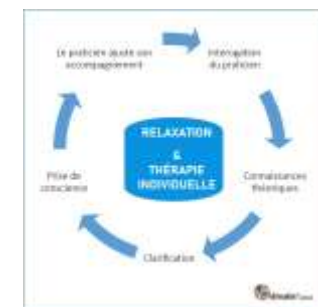 Le praticien ajuste son
accompagnement
Interrogation
du praticien
RELAXATION
&
THÉRAPIE
INDIVIDUELLE
Prise de
conscience
Connaissances
théoriques
Clarification